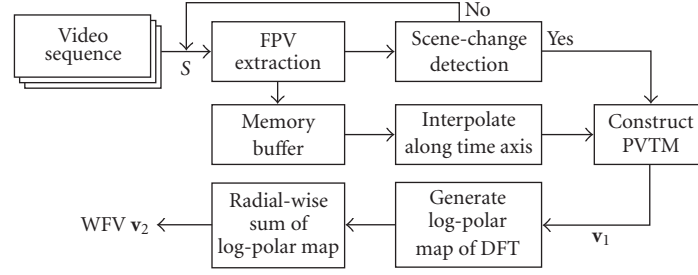 No
Video
sequence
S
FPV
extraction
Scene-change
detection
Yes
Memory
buffer
Interpolate
along time axis
Construct
PVTM
WFV v₂
Radial-wise
sum of
log-polar map
Generate
log-polar
map of DFT
v₁